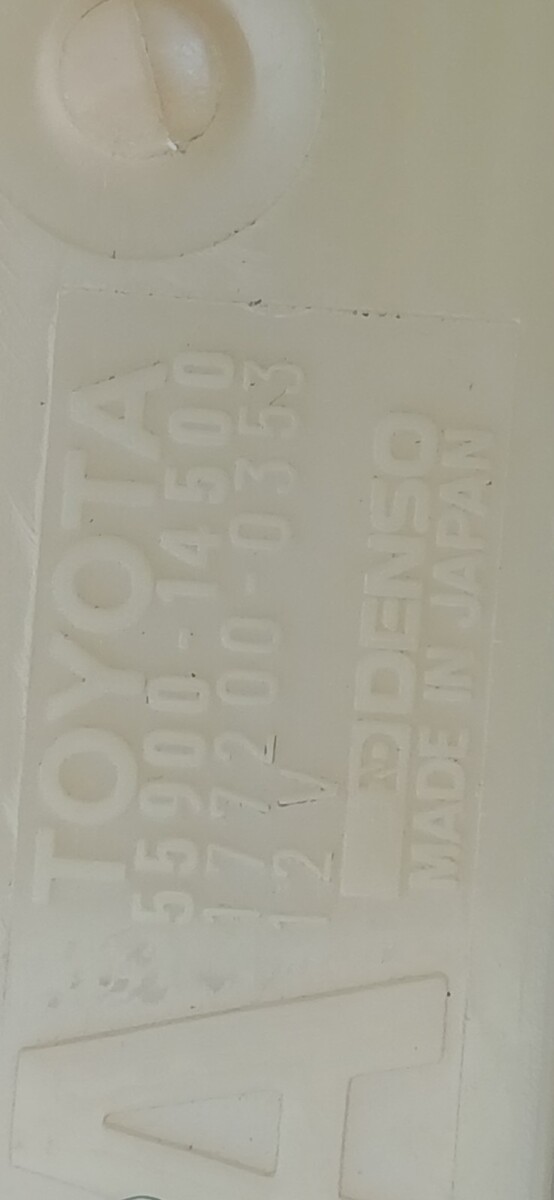 TOYOTA
55900-14500
177200-0353
12V
DENSO
MADE IN JAPAN
A